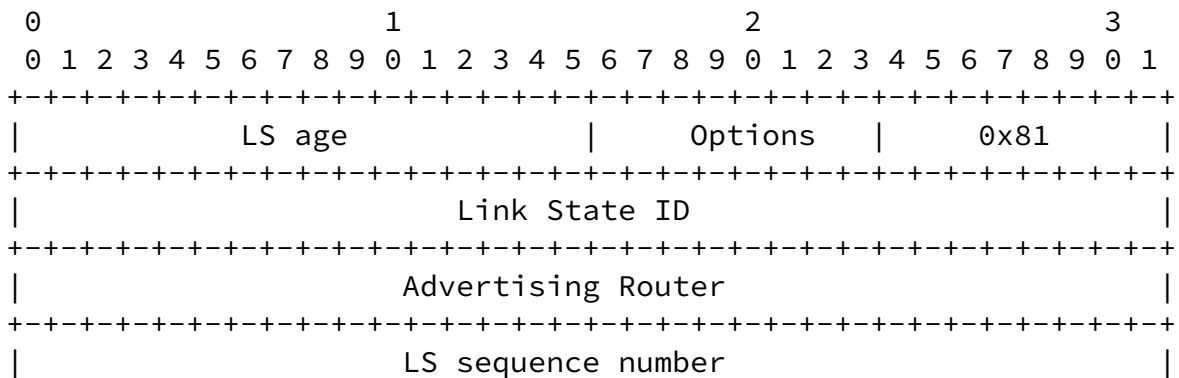 0                   1                   2                   3
 0 1 2 3 4 5 6 7 8 9 0 1 2 3 4 5 6 7 8 9 0 1 2 3 4 5 6 7 8 9 0 1
+-+-+-+-+-+-+-+-+-+-+-+-+-+-+-+-+-+-+-+-+-+-+-+-+-+-+-+-+-+-+-+-+
|            LS age             |     Options   |     0x81      |
+-+-+-+-+-+-+-+-+-+-+-+-+-+-+-+-+-+-+-+-+-+-+-+-+-+-+-+-+-+-+-+-+
|                        Link State ID                          |
+-+-+-+-+-+-+-+-+-+-+-+-+-+-+-+-+-+-+-+-+-+-+-+-+-+-+-+-+-+-+-+-+
|                     Advertising Router                        |
+-+-+-+-+-+-+-+-+-+-+-+-+-+-+-+-+-+-+-+-+-+-+-+-+-+-+-+-+-+-+-+-+
|                     LS sequence number                        |